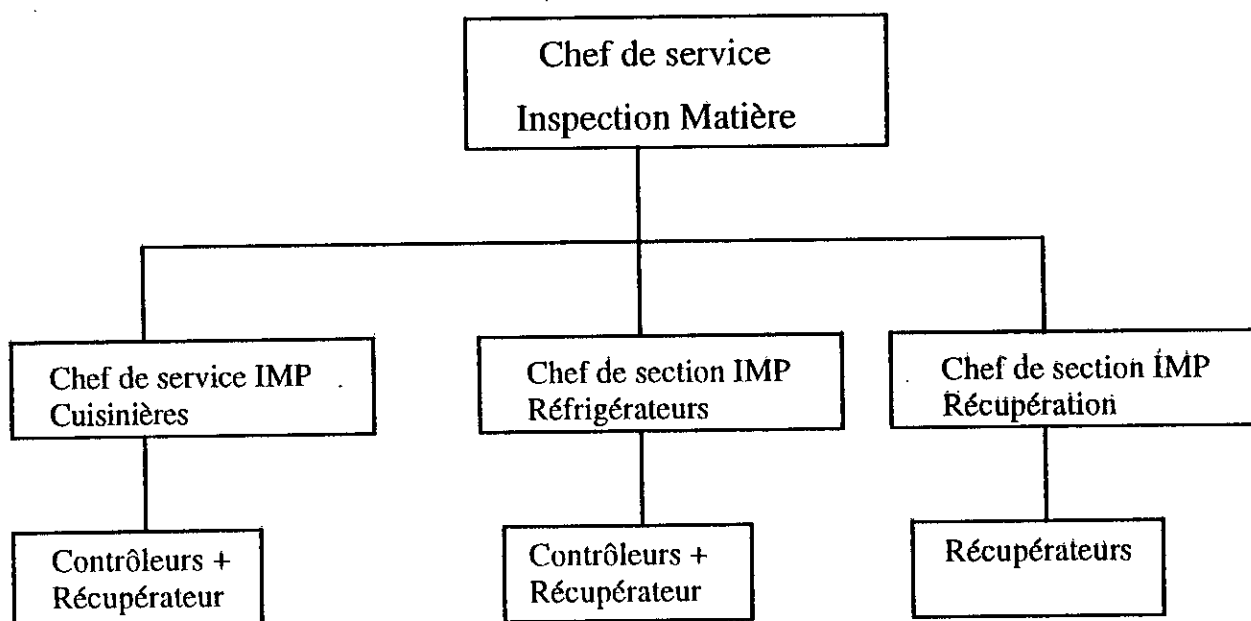 Chef de service
Inspection Matière
Chef de service IMP
Cuisinières
Chef de section IMP
Réfrigérateurs
Chef de section IMP
Récupération
Contrôleurs +
Récupérateur
Contrôleurs +
Récupérateur
Récupérateurs